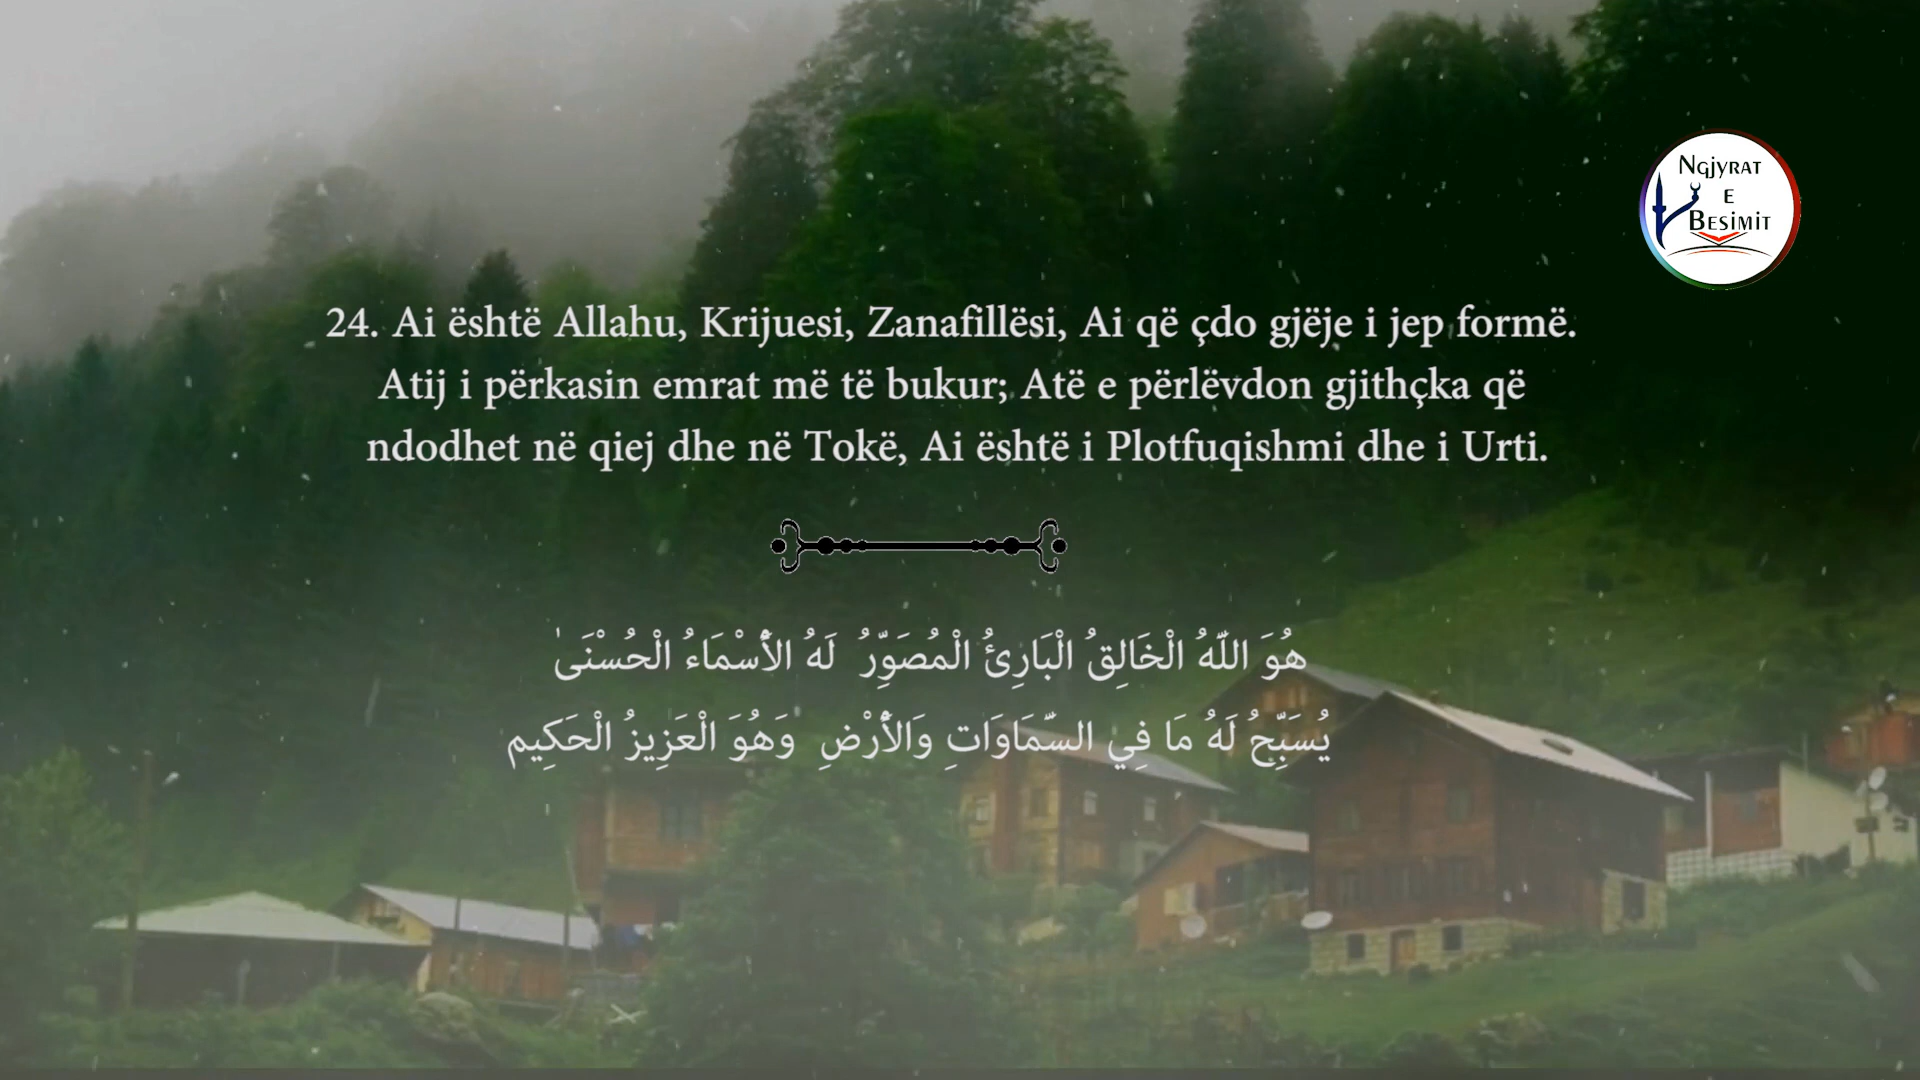 NGJYRAT
E
BESIMIT
24. Ai është Allahu, Krijuesi, Zanafillësi, Ai që çdo gjëje i jep formë.
Atij i përkasin emrat më të bukur; Atë e përlëvdon gjithçka që
ndodhet në qiej dhe në Tokë, Ai është i Plotfuqishmi dhe i Urti.
هُوَ اللَّهُ الْخَالِقُ الْبَارِئُ الْمُصَوِّرُ لَهُ الأَسْمَاءُ الْحُسْنَىٰ
يُسَبِّحُ لَهُ مَا فِي السَّمَاوَاتِ وَالأَرْضِ وَهُوَ الْعَزِيزُ الْحَكِيم